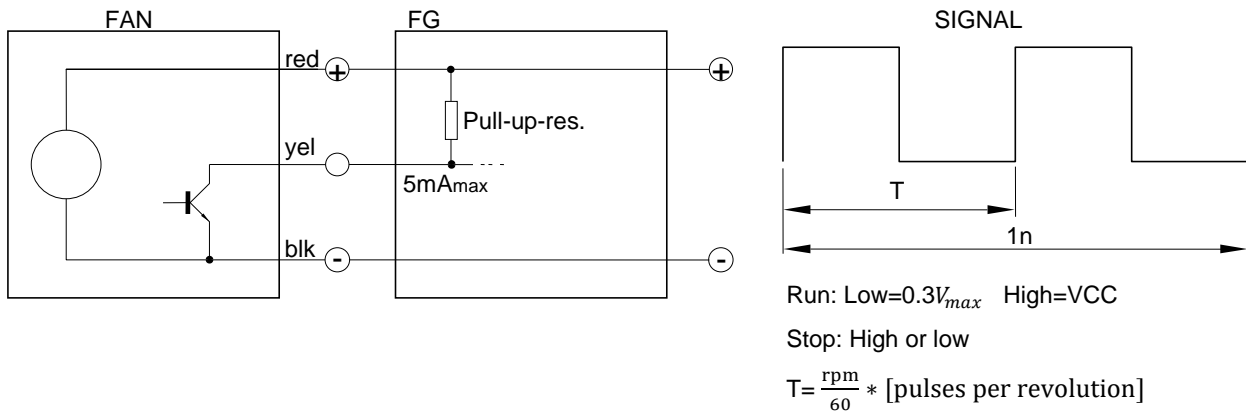 FAN
FG
SIGNAL
red
+
+
Pull-up-res.
yel
5mAmax
T
1n
blk
-
-
Run: Low=0.3V_max High=VCC
Stop: High or low
T= rpm/60 * [pulses per revolution]